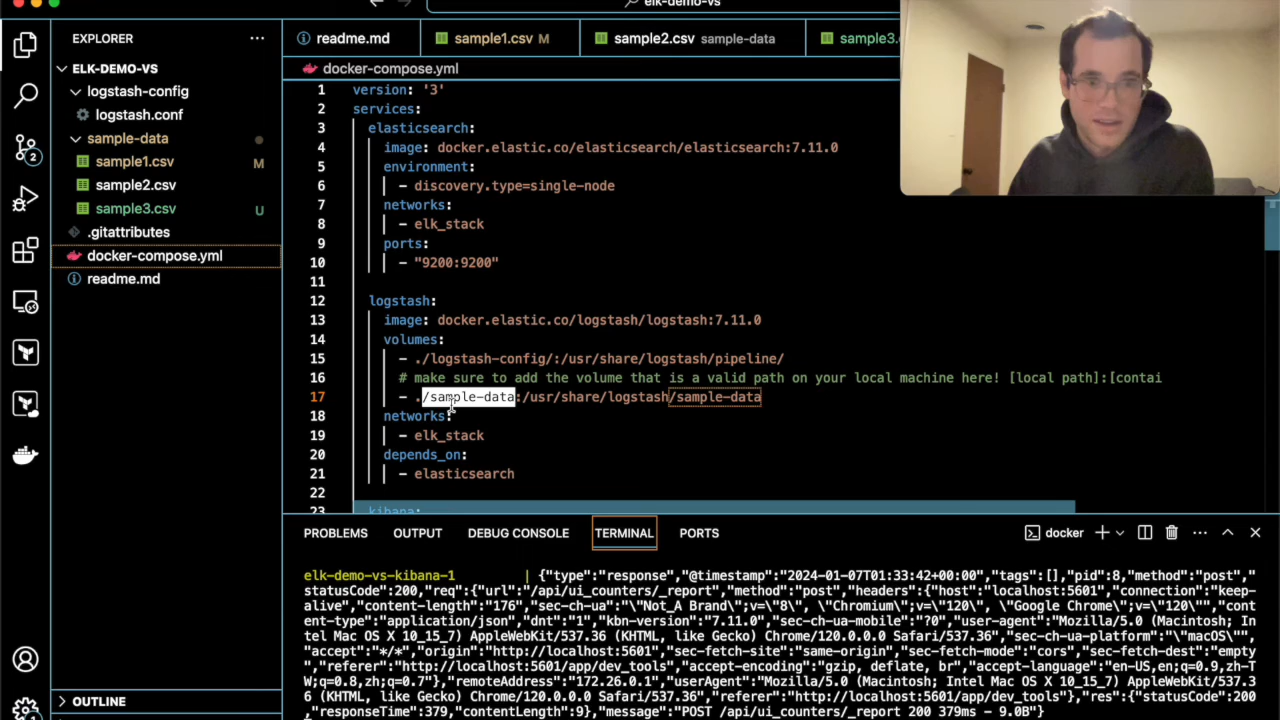 elk-demo-vs
EXPLORER
ELK-DEMO-VS
logstash-config
logstash.conf
sample-data
sample1.csv M
sample2.csv
sample3.csv U
.gitattributes
docker-compose.yml
readme.md
OUTLINE
2
1
readme.md
sample1.csv M
sample2.csv sample-data
sample3.c
docker-compose.yml
1 version: '3'
2 services:
3 elasticsearch:
4 image: docker.elastic.co/elasticsearch/elasticsearch:7.11.0
5 environment:
6 - discovery.type=single-node
7 networks:
8 - elk_stack
9 ports:
10 - "9200:9200"
11
12 logstash:
13 image: docker.elastic.co/logstash/logstash:7.11.0
14 volumes:
15 - ./logstash-config/:/usr/share/logstash/pipeline/
16 # make sure to add the volume that is a valid path on your local machine here! [local path]:[contai
17 - ./sample-data:/usr/share/logstash/sample-data
18 networks:
19 - elk_stack
20 depends_on:
21 - elasticsearch
22
23 kibana:
PROBLEMS OUTPUT DEBUG CONSOLE TERMINAL PORTS
docker
elk-demo-vs-kibana-1 | {"type":"response","@timestamp":"2024-01-07T01:33:42+00:00","tags":[],"pid":8,"method":"post","
statusCode":200,"req":{"url":"/api/ui_counters/_report","method":"post","headers":{"host":"localhost:5601","connection":"keep-
alive","content-length":"176","sec-ch-ua":"\"Not_A Brand\";v=\"8\", \"Chromium\";v=\"120\", \"Google Chrome\";v=\"120\"","cont
ent-type":"application/json","dnt":"1","kbn-version":"7.11.0","sec-ch-ua-mobile":"?0","user-agent":"Mozilla/5.0 (Macintosh; In
tel Mac OS X 10_15_7) AppleWebKit/537.36 (KHTML, like Gecko) Chrome/120.0.0.0 Safari/537.36","sec-ch-ua-platform":"\"macOS\"",
"accept":"*/*","origin":"http://localhost:5601","sec-fetch-site":"same-origin","sec-fetch-mode":"cors","sec-fetch-dest":"empty
","referer":"http://localhost:5601/app/dev_tools","accept-encoding":"gzip, deflate, br","accept-language":"en-US,en;q=0.9,zh-T
W;q=0.8,zh;q=0.7"},"remoteAddress":"172.26.0.1","userAgent":"Mozilla/5.0 (Macintosh; Intel Mac OS X 10_15_7) AppleWebKit/537.3
6 (KHTML, like Gecko) Chrome/120.0.0.0 Safari/537.36","referer":"http://localhost:5601/app/dev_tools"},"res":{"statusCode":200
,"responseTime":379,"contentLength":9},"message":"POST /api/ui_counters/_report 200 379ms - 9.0B"}